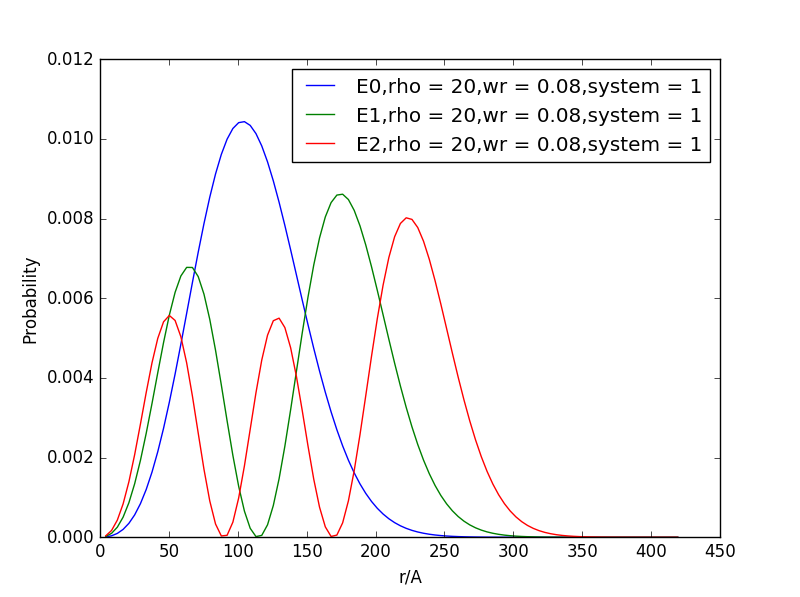 0.012
0.010
0.008
0.006
0.004
0.002
0.000
Probability
E0,rho = 20,wr = 0.08,system = 1
E1,rho = 20,wr = 0.08,system = 1
E2,rho = 20,wr = 0.08,system = 1
0 50 100 150 200 250 300 350 400 450
r/A